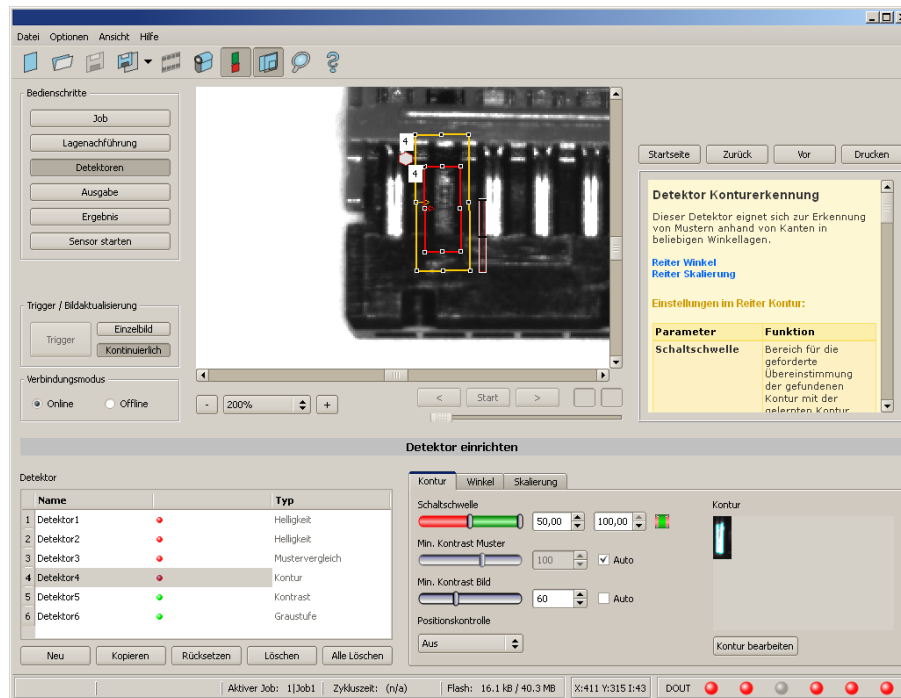 Datei Optionen Ansicht Hilfe
Bedienschritte
Job
Lagenachführung
Detektoren
Ausgabe
Ergebnis
Sensor starten
Trigger / Bildaktualisierung
Trigger
Einzelbild
Kontinuierlich
Verbindungsmodus
Online Offline
4
4
- 200% +
< Start >
Startseite Zurück Vor Drucken
Detektor Konturerkennung
Dieser Detektor eignet sich zur Erkennung
von Mustern anhand von Kanten in
beliebigen Winkellagen.
Reiter Winkel
Reiter Skalierung
Einstellungen im Reiter Kontur:
Parameter Funktion
Schaltschwelle Bereich für die
geforderte
Übereinstimmung
der gefundenen
Kontur mit der
gelernten Kontur
Detektor einrichten
Detektor
Name Typ
1 Detektor1 Helligkeit
2 Detektor2 Helligkeit
3 Detektor3 Mustervergleich
4 Detektor4 Kontur
5 Detektor5 Kontrast
6 Detektor6 Graustufe
Neu Kopieren Rücksetzen Löschen Alle Löschen
Kontur Winkel Skalierung
Schaltschwelle
50,00 100,00
Min. Kontrast Muster
100 Auto
Min. Kontrast Bild
60 Auto
Positionskontrolle
Aus
Kontur
Kontur bearbeiten
Aktiver Job: 1|Job1 Zykluszeit: (n/a) Flash: 16.1 kB / 40.3 MB X:411 Y:315 I:43 DOUT